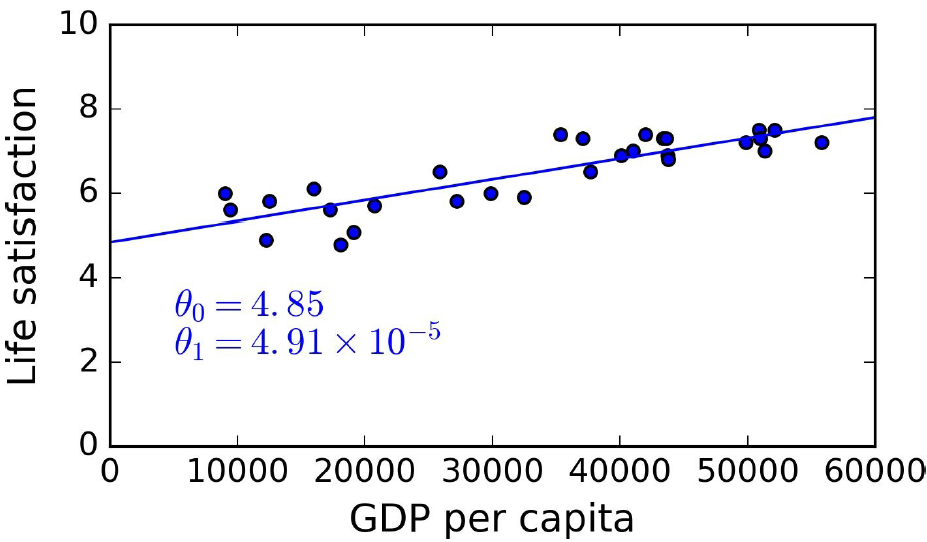 10
8
6
4
2
0
Life satisfaction
θ₀ = 4.85
θ₁ = 4.91 × 10⁻⁵
0 10000 20000 30000 40000 50000 60000
GDP per capita